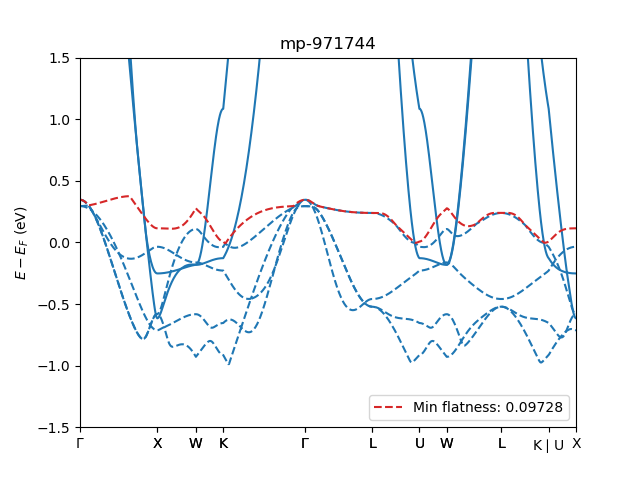 mp-971744
E − E_F (eV)
1.5
1.0
0.5
0.0
−0.5
−1.0
−1.5
Min flatness: 0.09728
Γ X W K Γ L U W L K | U X